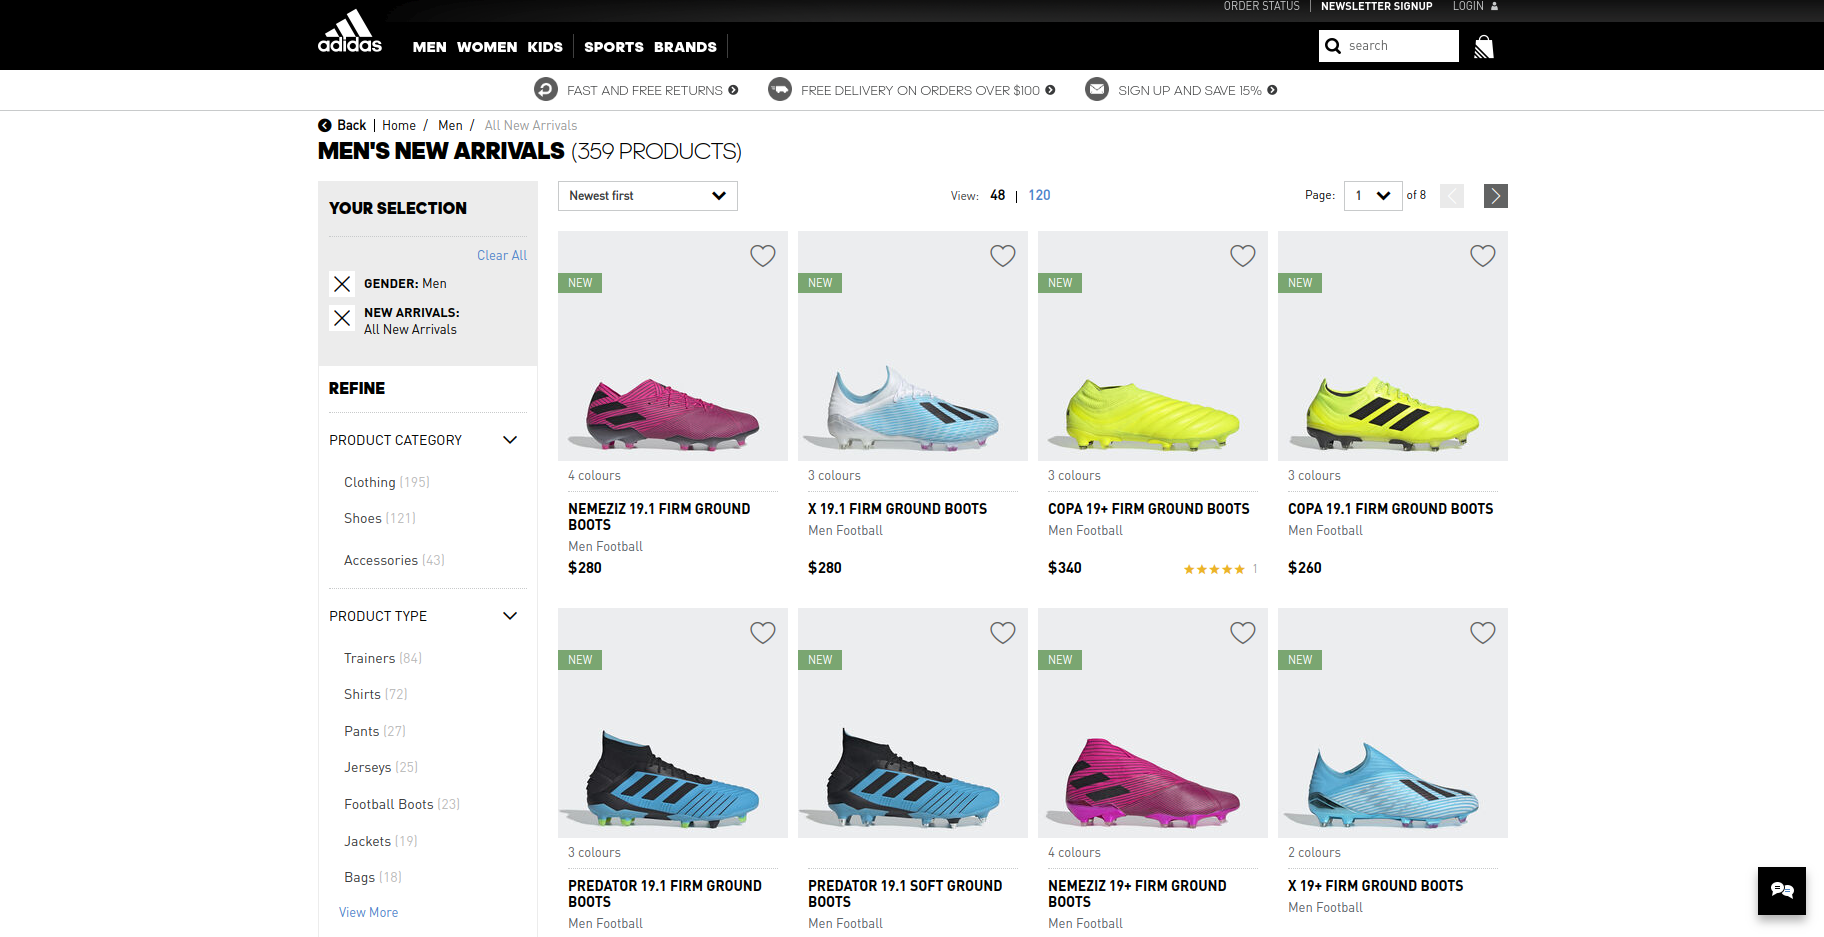 ORDER STATUS | NEWSLETTER SIGNUP LOGIN
adidas MEN WOMEN KIDS SPORTS BRANDS search
FAST AND FREE RETURNS FREE DELIVERY ON ORDERS OVER $100 SIGN UP AND SAVE 15%
Back | Home / Men / All New Arrivals
MEN'S NEW ARRIVALS (359 PRODUCTS)
YOUR SELECTION
Clear All
GENDER: Men
NEW ARRIVALS:
All New Arrivals
REFINE
PRODUCT CATEGORY
Clothing (195)
Shoes (121)
Accessories (43)
PRODUCT TYPE
Trainers (84)
Shirts (72)
Pants (27)
Jerseys (25)
Football Boots (23)
Jackets (19)
Bags (18)
View More
Newest first View: 48 | 120 Page: 1 of 8
NEW
4 colours
NEMEZIZ 19.1 FIRM GROUND
BOOTS
Men Football
$280
NEW
3 colours
X 19.1 FIRM GROUND BOOTS
Men Football
$280
NEW
3 colours
COPA 19+ FIRM GROUND BOOTS
Men Football
$340 1
NEW
3 colours
COPA 19.1 FIRM GROUND BOOTS
Men Football
$260
NEW
3 colours
PREDATOR 19.1 FIRM GROUND
BOOTS
Men Football
NEW
PREDATOR 19.1 SOFT GROUND
BOOTS
Men Football
NEW
4 colours
NEMEZIZ 19+ FIRM GROUND
BOOTS
Men Football
NEW
2 colours
X 19+ FIRM GROUND BOOTS
Men Football